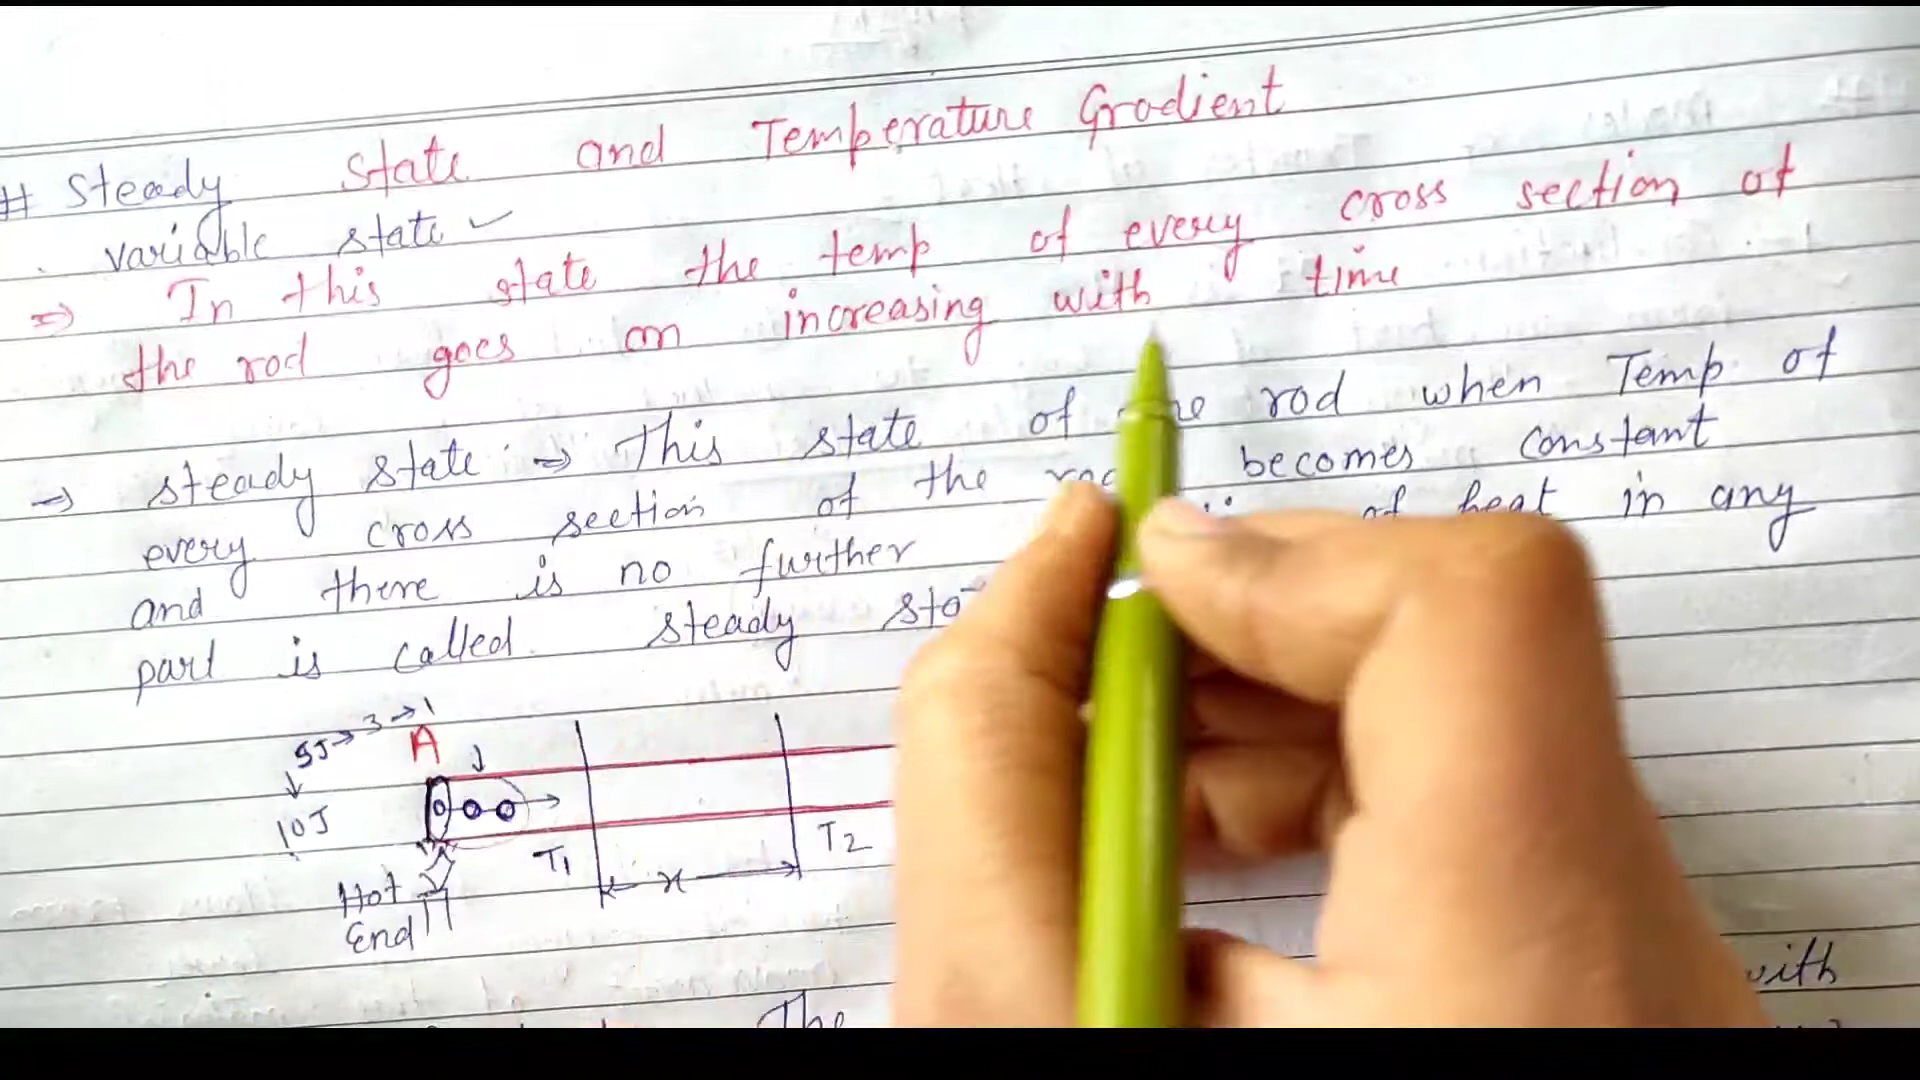 # Steady state and Temperature Gradient
variable state ✓
⇒ In this state the temp of every cross section of
the rod goes on increasing with time
→ steady state :→ This state of rod when Temp of
every cross section of the becomes constant
and there is no further of heat in any
part is called steady
5J→3→1
A
10J
T1
x
T2
Hot
End
with
The